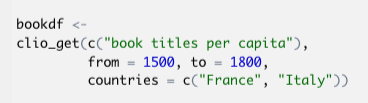 bookdf <-
clio_get(c("book titles per capita"),
from = 1500, to = 1800,
countries = c("France", "Italy"))